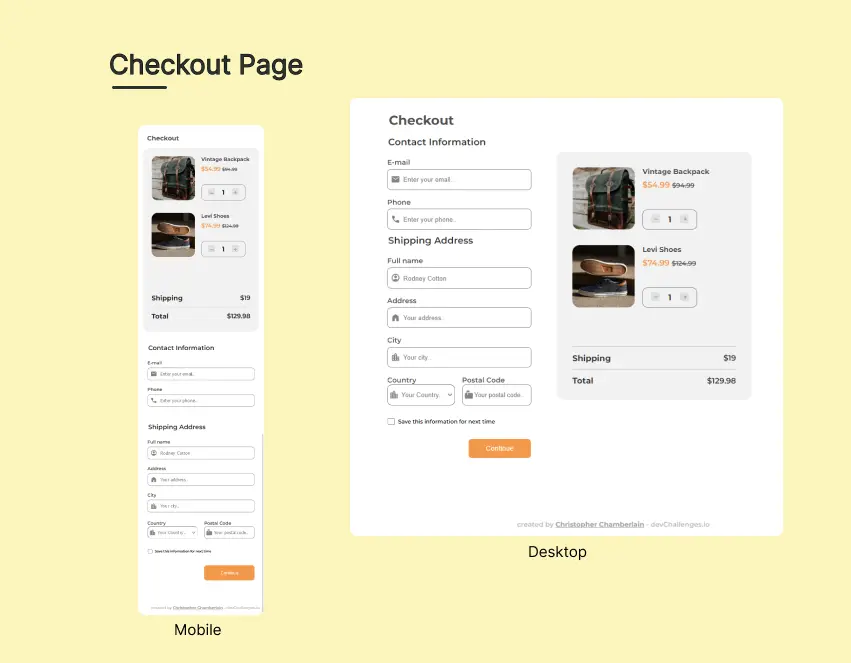 Checkout Page
Checkout
Vintage Backpack
$54.99 $94.99
1
Levi Shoes
$74.99 $124.99
1
Shipping $19
Total $129.98
Contact Information
E-mail
Enter your email..
Phone
Enter your phone..
Shipping Address
Full name
Rodney Cotton
Address
Your address..
City
Your city..
Country Postal Code
Your Country.. Your postal code..
Save this information for next time
Continue
created by Christopher Chamberlain - devChallenges.io
Mobile
Checkout
Contact Information
E-mail
Enter your email..
Phone
Enter your phone..
Shipping Address
Full name
Rodney Cotton
Address
Your address..
City
Your city..
Country Postal Code
Your Country. Your postal code.
Save this information for next time
Continue
Vintage Backpack
$54.99 $94.99
1
Levi Shoes
$74.99 $124.99
1
Shipping $19
Total $129.98
created by Christopher Chamberlain - devChallenges.io
Desktop